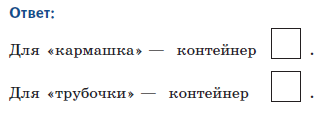 Ответ:
Для «кармашка» — контейнер .
Для «трубочки» — контейнер .